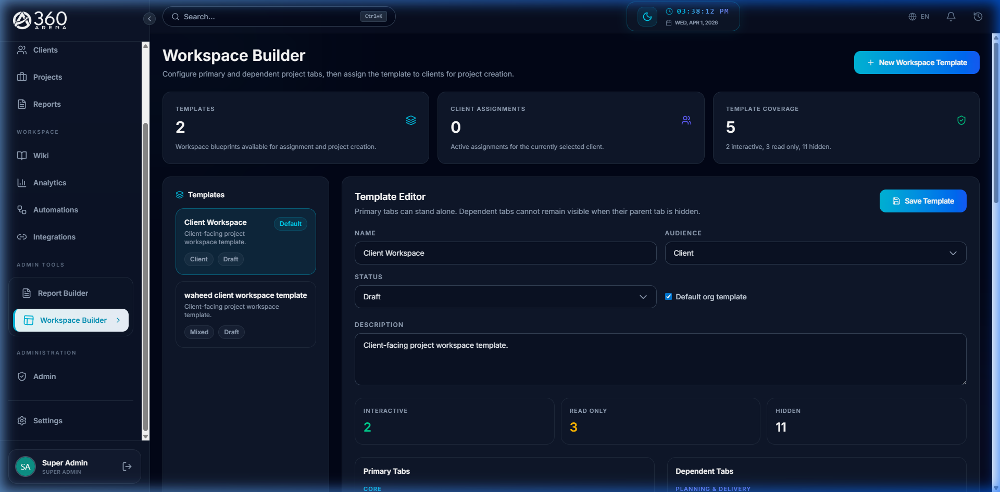 360
ARENA
Search...
Ctrl+K
03:38:12 PM
WED, APR 1, 2026
EN
Clients
Projects
Reports
WORKSPACE
Wiki
Analytics
Automations
Integrations
ADMIN TOOLS
Report Builder
Workspace Builder
ADMINISTRATION
Admin
Settings
SA
Super Admin
SUPER ADMIN
Workspace Builder
Configure primary and dependent project tabs, then assign the template to clients for project creation.
New Workspace Template
TEMPLATES
2
Workspace blueprints available for assignment and project creation.
CLIENT ASSIGNMENTS
0
Active assignments for the currently selected client.
TEMPLATE COVERAGE
5
2 interactive, 3 read only, 11 hidden.
Templates
Client Workspace
Default
Client-facing project
workspace template.
Client
Draft
waheed client workspace template
Client-facing project workspace
template.
Mixed
Draft
Template Editor
Primary tabs can stand alone. Dependent tabs cannot remain visible when their parent tab is hidden.
Save Template
NAME
Client Workspace
AUDIENCE
Client
STATUS
Draft
Default org template
DESCRIPTION
Client-facing project workspace template.
INTERACTIVE
2
READ ONLY
3
HIDDEN
11
Primary Tabs
CORE
Dependent Tabs
PLANNING & DELIVERY